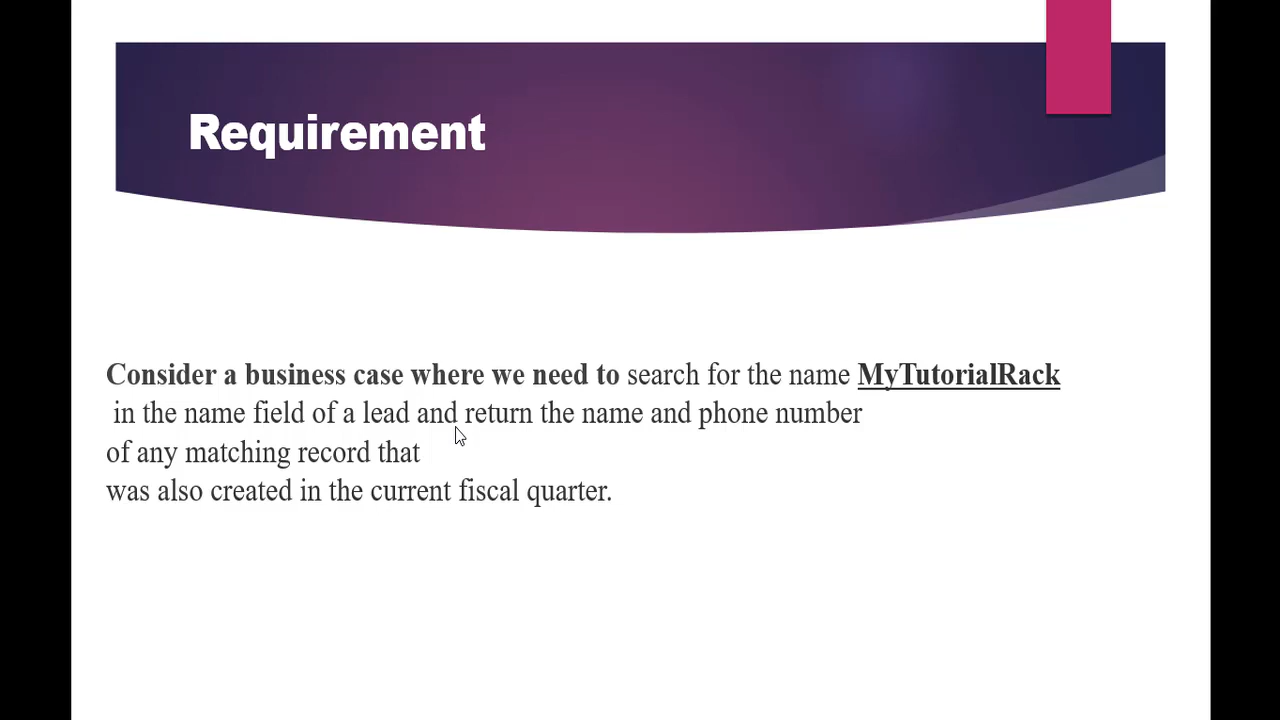 Requirement
Consider a business case where we need to search for the name MyTutorialRack
in the name field of a lead and return the name and phone number
of any matching record that
was also created in the current fiscal quarter.